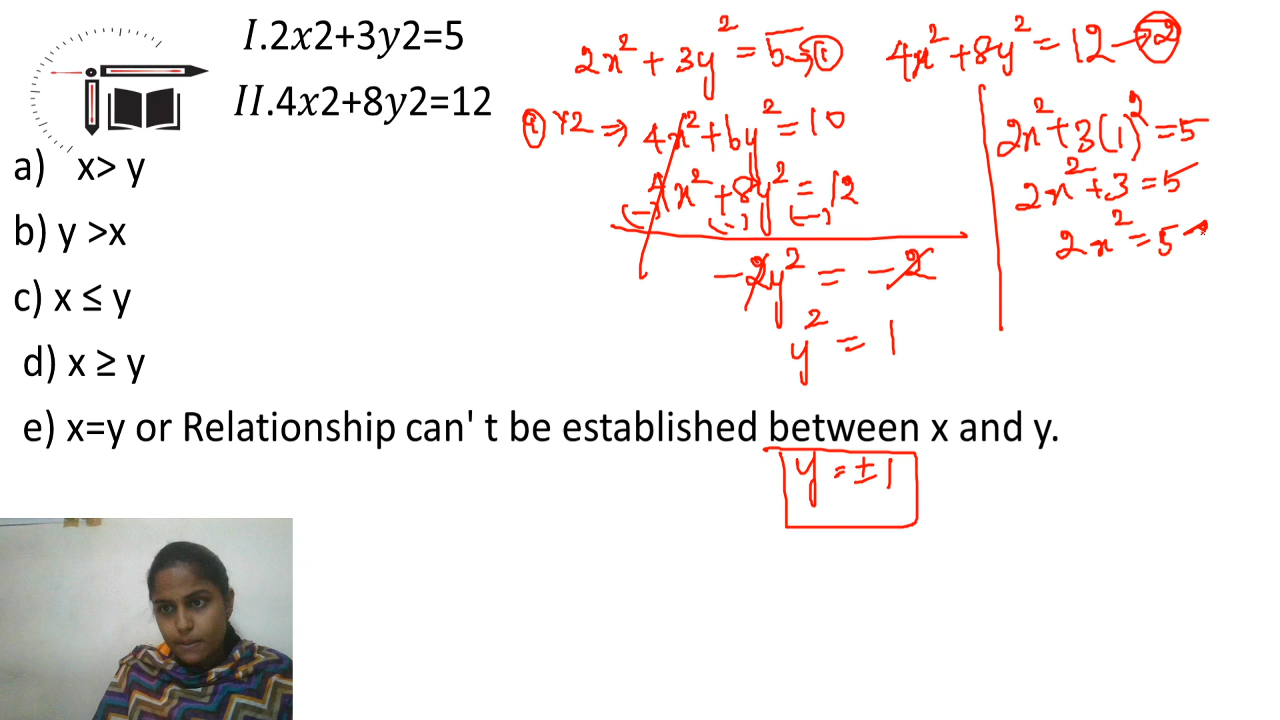 I.2x2+3y2=5
II.4x2+8y2=12
a) x> y
b) y >x
c) x ≤ y
d) x ≥ y
e) x=y or Relationship can' t be established between x and y.
2x² + 3y² = 5 → ①
4x² + 8y² = 12 → ②
① ×2 ⇒ 4x² + 6y² = 10
4x² + 8y² = 12
(−) (−) (−)
−2y² = −2
y² = 1
y = ±1
2x² + 3(1)² = 5
2x² + 3 = 5
2x² = 5 -